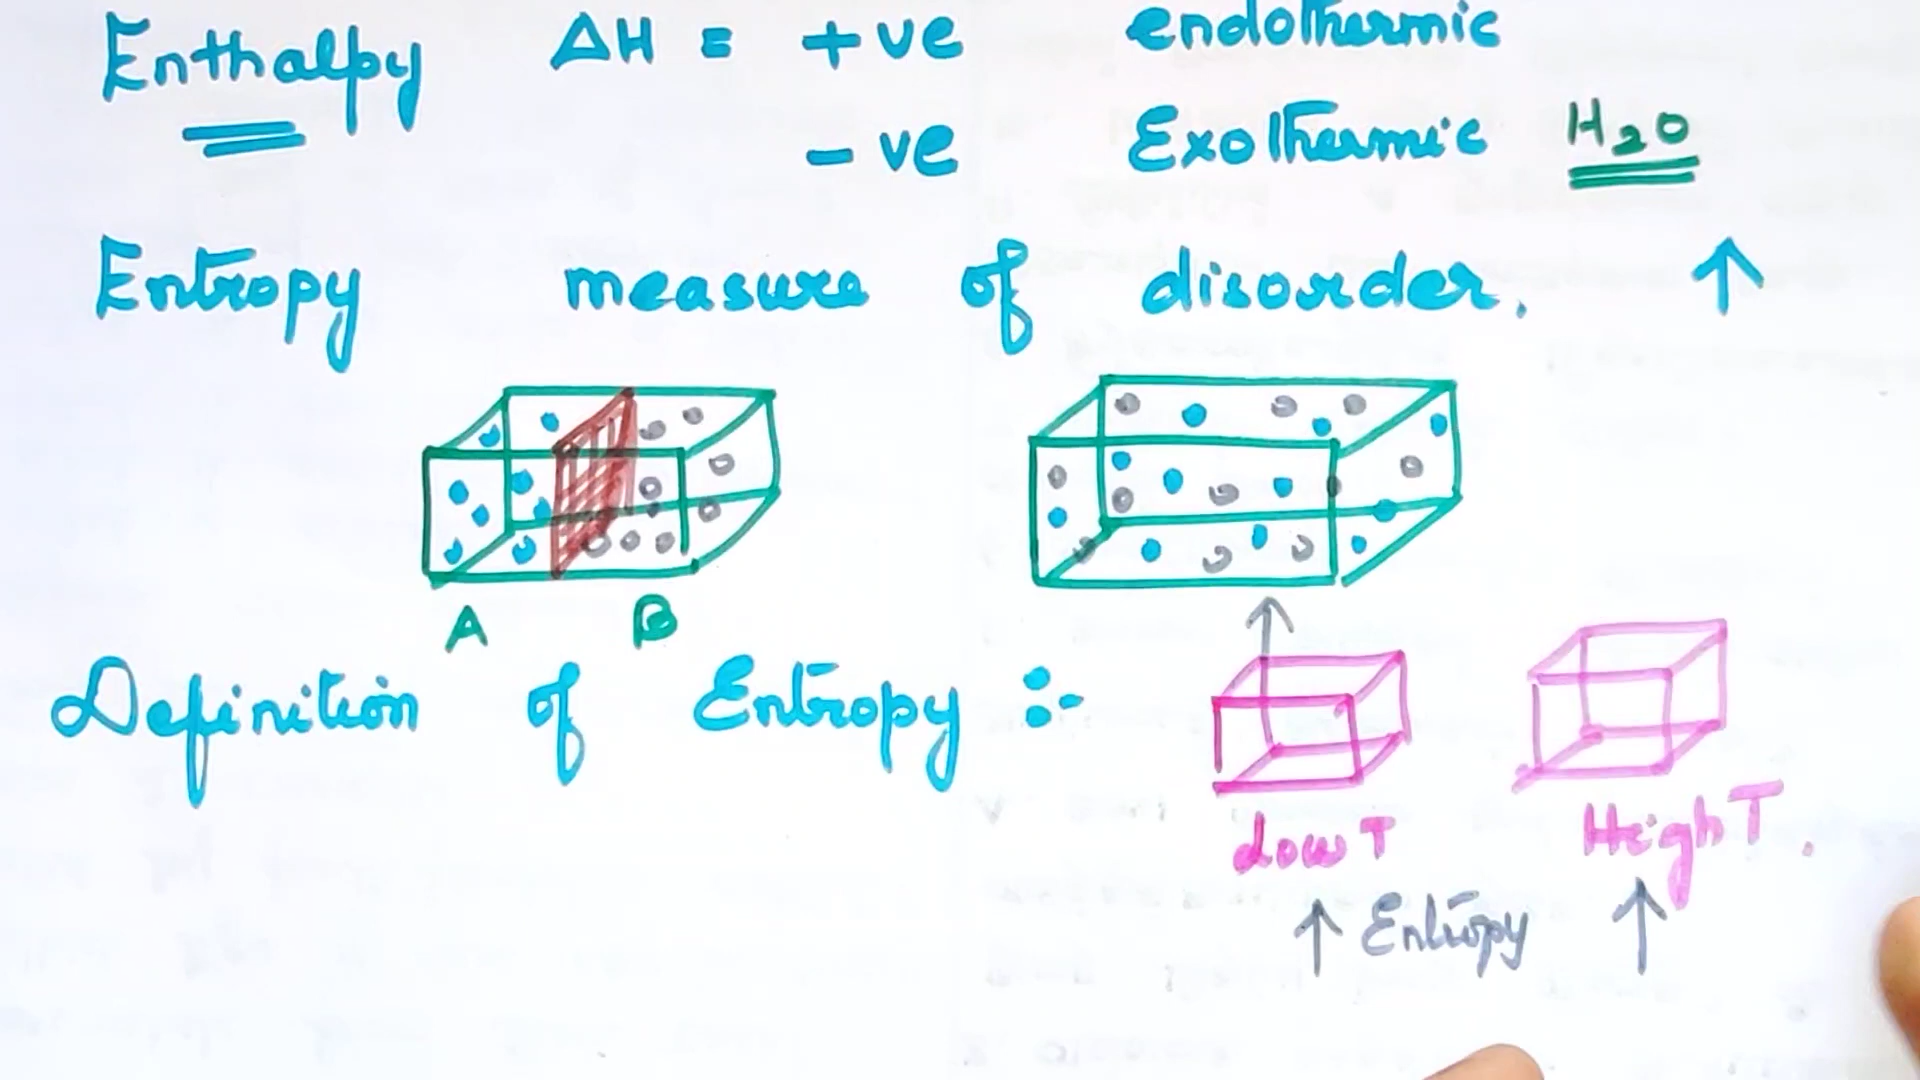 Enthalpy ΔH = +ve endothermic
-ve Exothermic H₂O
Entropy measure of disorder. ↑
A B
Definition of Entropy :-
Low T High T.
↑ Entropy ↑